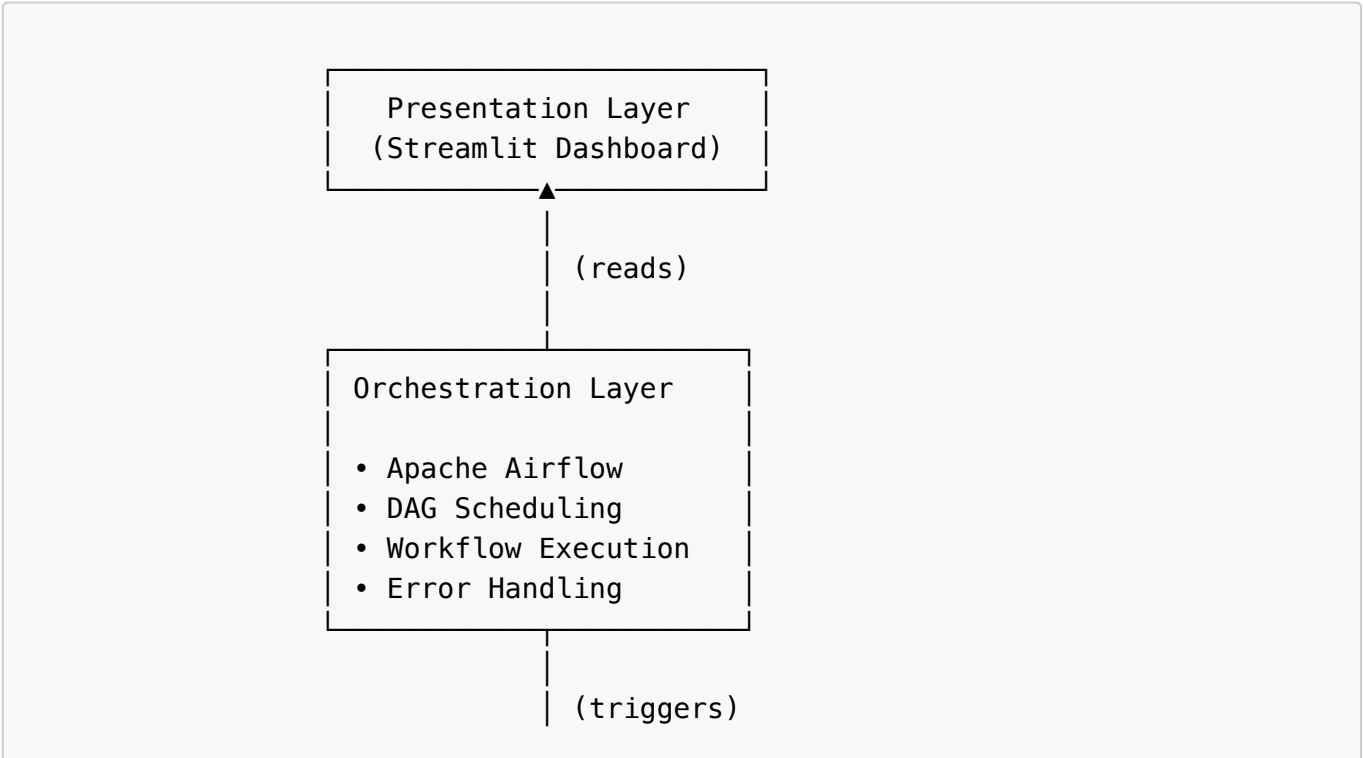 Presentation Layer
(Streamlit Dashboard)
(reads)
Orchestration Layer
• Apache Airflow
• DAG Scheduling
• Workflow Execution
• Error Handling
(triggers)